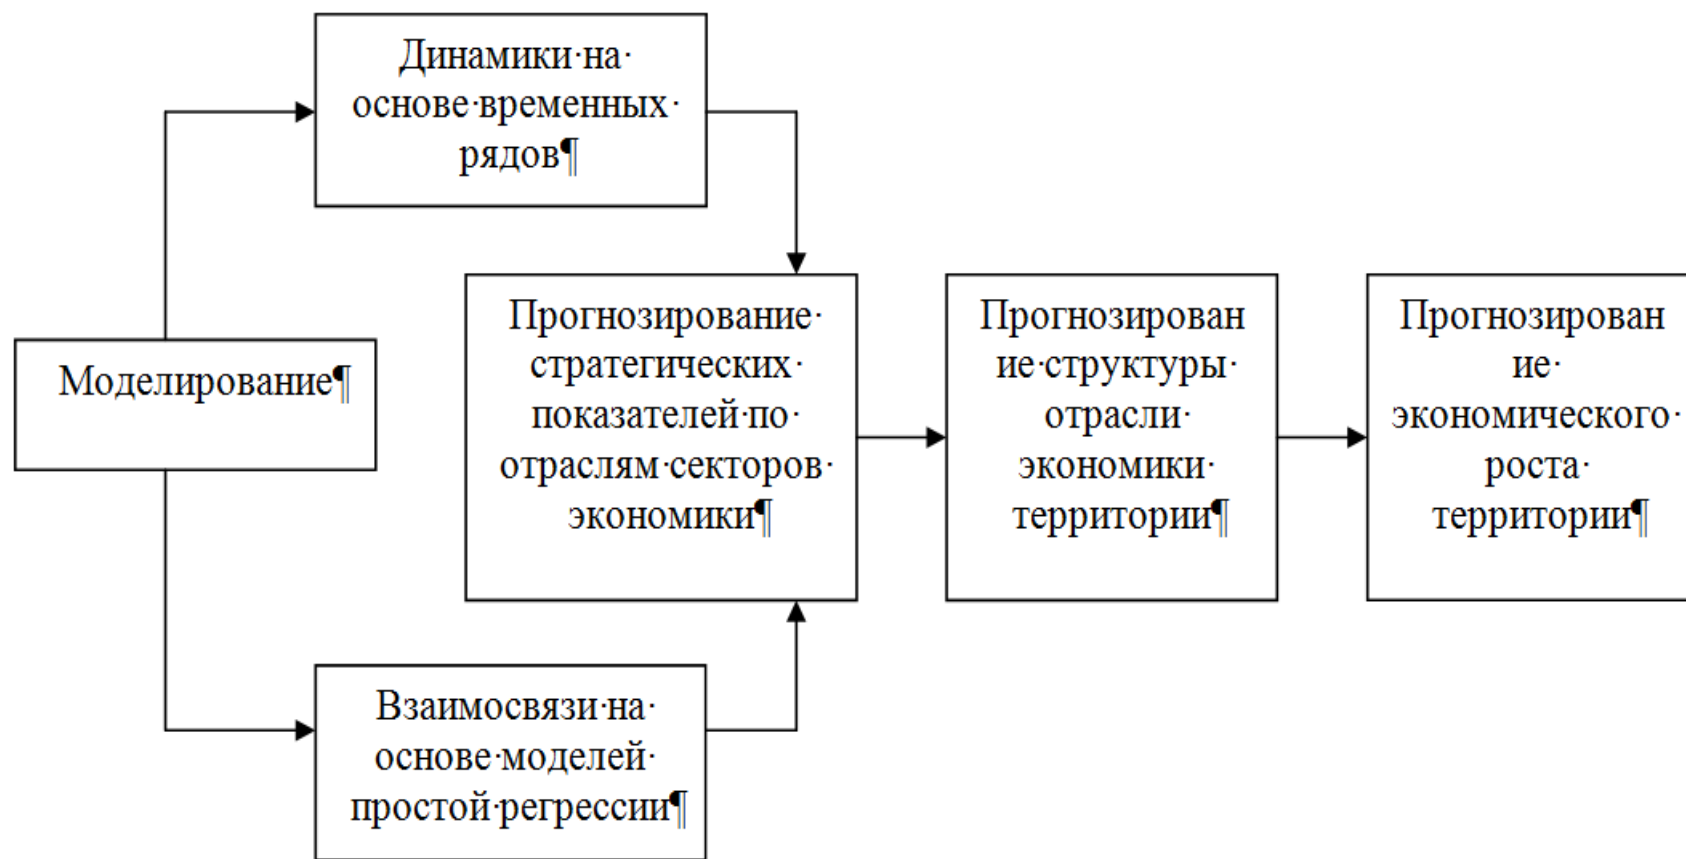 Динамики·на·
основе·временных·
рядов¶
Моделирование¶
Прогнозирование·
стратегических·
показателей·по·
отраслям·секторов·
экономики¶
Прогнозирован
ие·структуры·
отрасли·
экономики·
территории¶
Прогнозирован
ие·
экономического·
роста·
территории¶
Взаимосвязи·на·
основе·моделей·
простой·регрессии¶